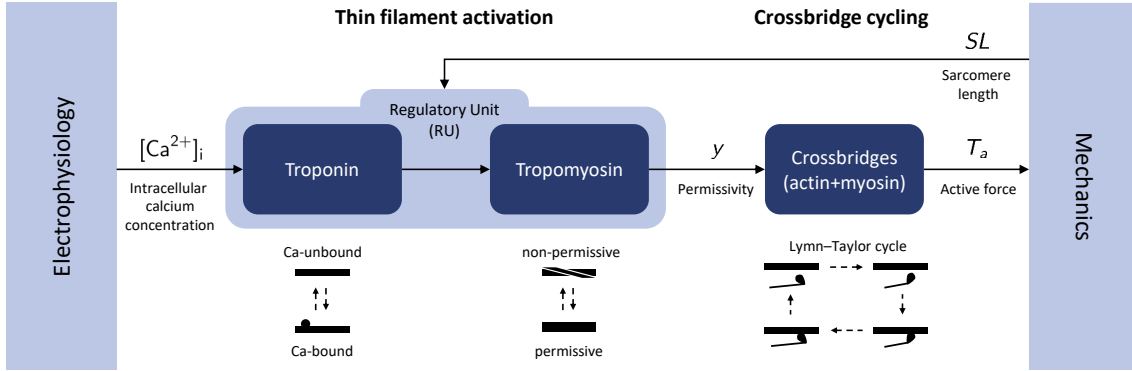 Thin filament activation
Crossbridge cycling
Electrophysiology
[Ca²⁺]ᵢ
Intracellular
calcium
concentration
Regulatory Unit
(RU)
Troponin
Tropomyosin
y
Permissivity
Crossbridges
(actin+myosin)
SL
Sarcomere
length
Tₐ
Active force
Mechanics
Ca-unbound
Ca-bound
non-permissive
permissive
Lymn–Taylor cycle